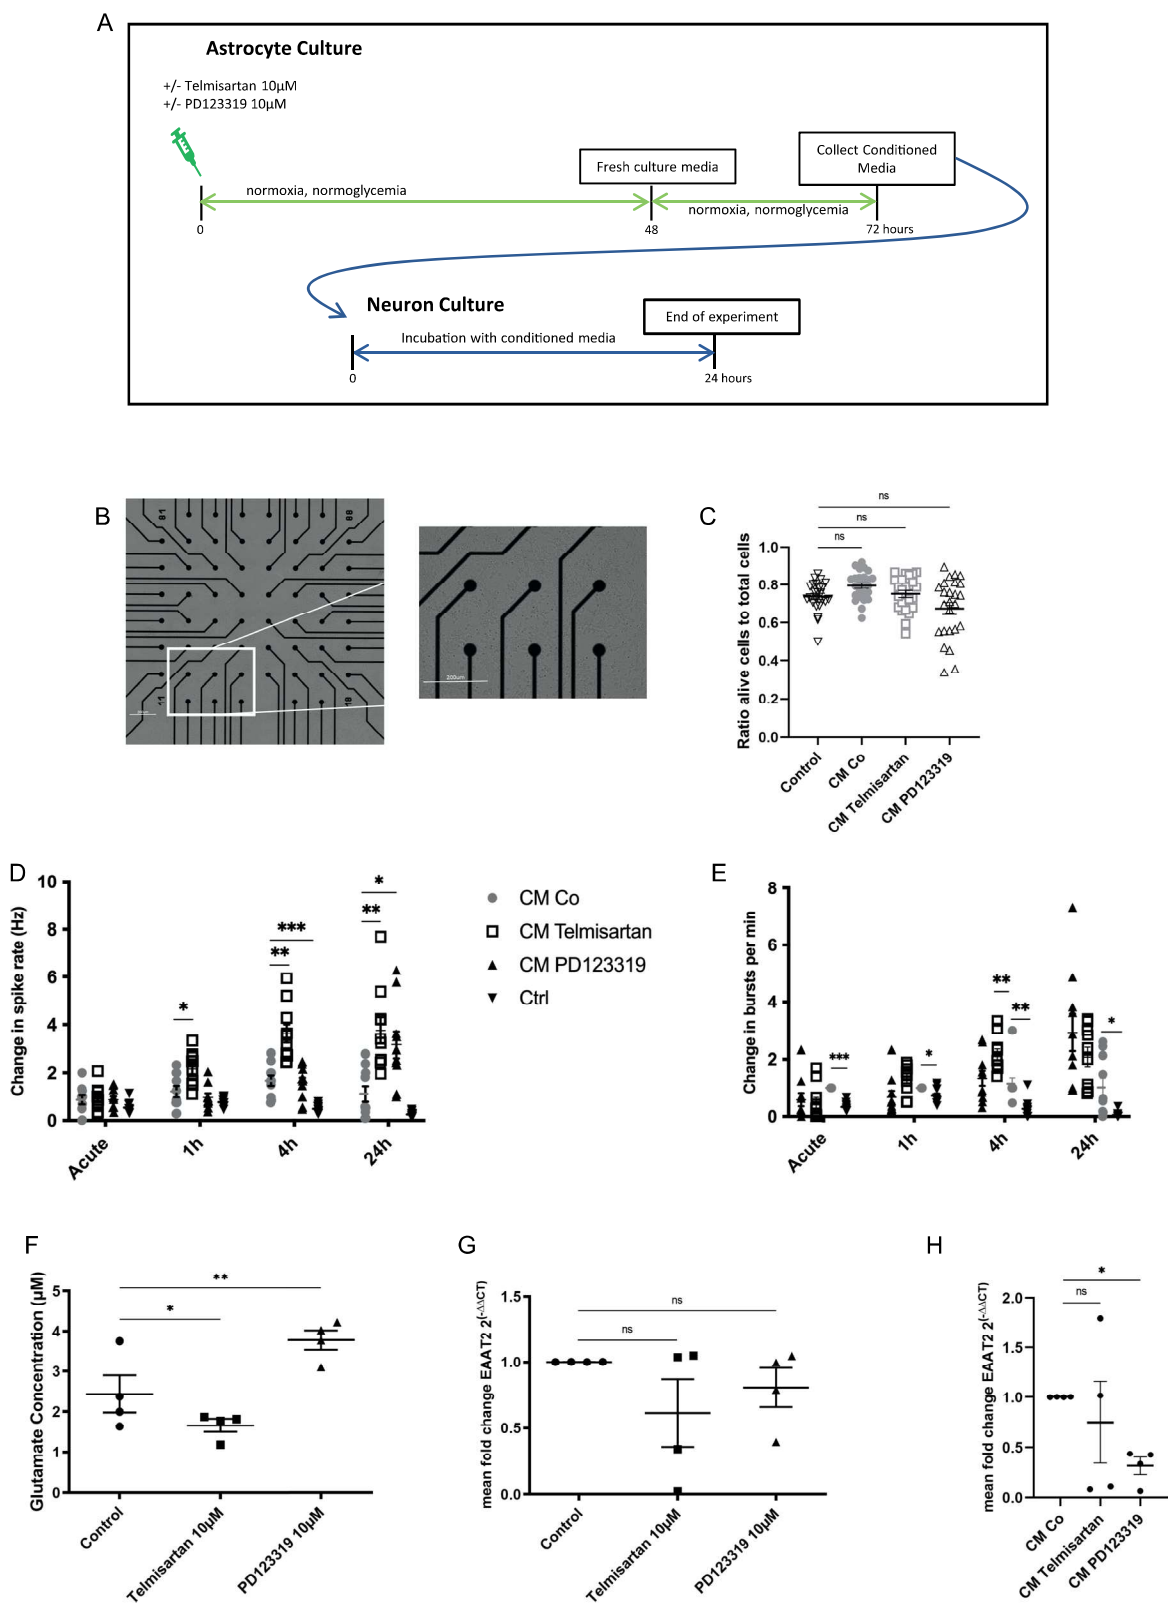 A
Astrocyte Culture
+/- Telmisartan 10µM
+/- PD123319 10µM
Fresh culture media
Collect Conditioned
Media
normoxia, normoglycemia
normoxia, normoglycemia
0
48
72 hours
Neuron Culture
End of experiment
Incubation with conditioned media
0
24 hours
B
81
88
11
18
200µm
C
ns
ns
ns
Ratio alive cells to total cells
1.0
0.8
0.6
0.4
0.2
0.0
Control
CM Co
CM Telmisartan
CM PD123319
D
Change in spike rate (Hz)
10
8
6
4
2
0
*
**
***
**
*
Acute
1h
4h
24h
CM Co
CM Telmisartan
CM PD123319
Ctrl
E
Change in bursts per min
8
6
4
2
0
***
*
**
**
*
Acute
1h
4h
24h
F
Glutamate Concentration (µM)
5
4
3
2
1
0
**
*
Control
Telmisartan 10µM
PD123319 10µM
G
mean fold change EAAT2 2(-ΔΔCT)
1.5
1.0
0.5
0.0
ns
ns
Control
Telmisartan 10µM
PD123319 10µM
H
mean fold change EAAT2 2(-ΔΔCT)
2.0
1.5
1.0
0.5
0.0
*
ns
CM Co
CM Telmisartan
CM PD123319